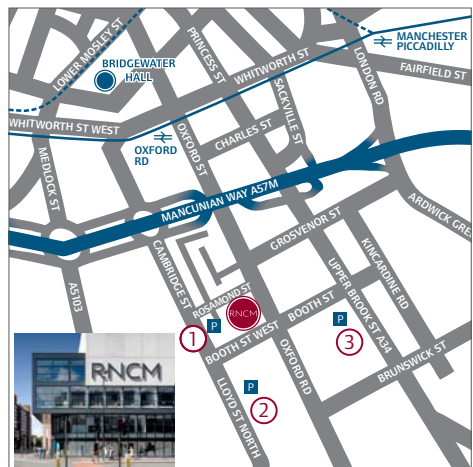 LOWER MOSLEY ST
PRINCESS ST
MANCHESTER
PICCADILLY
BRIDGEWATER
HALL
WHITWORTH ST
LONDON RD
FAIRFIELD ST
SACKVILLE ST
WHITWORTH ST WEST
OXFORD ST
CHARLES ST
OXFORD
RD
MEDLOCK ST
MANCUNIAN WAY A57M
ARDWICK GRE
GROSVENOR ST
CAMBRIDGE ST
KINCARDINE RD
A5103
ROSAMOND ST
UPPER BROOK ST A34
RNCM
BOOTH ST
P
1
P
3
BOOTH ST WEST
OXFORD RD
BRUNSWICK ST
RNCM
P
2
LLOYD ST NORTH